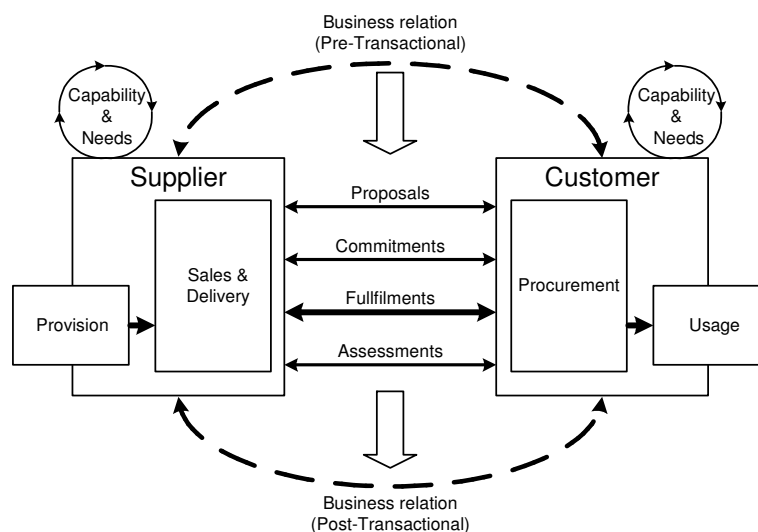 Business relation
(Pre-Transactional)
Capability
&
Needs
Capability
&
Needs
Supplier
Customer
Proposals
Commitments
Sales &
Delivery
Procurement
Fullfilments
Provision
Usage
Assessments
Business relation
(Post-Transactional)